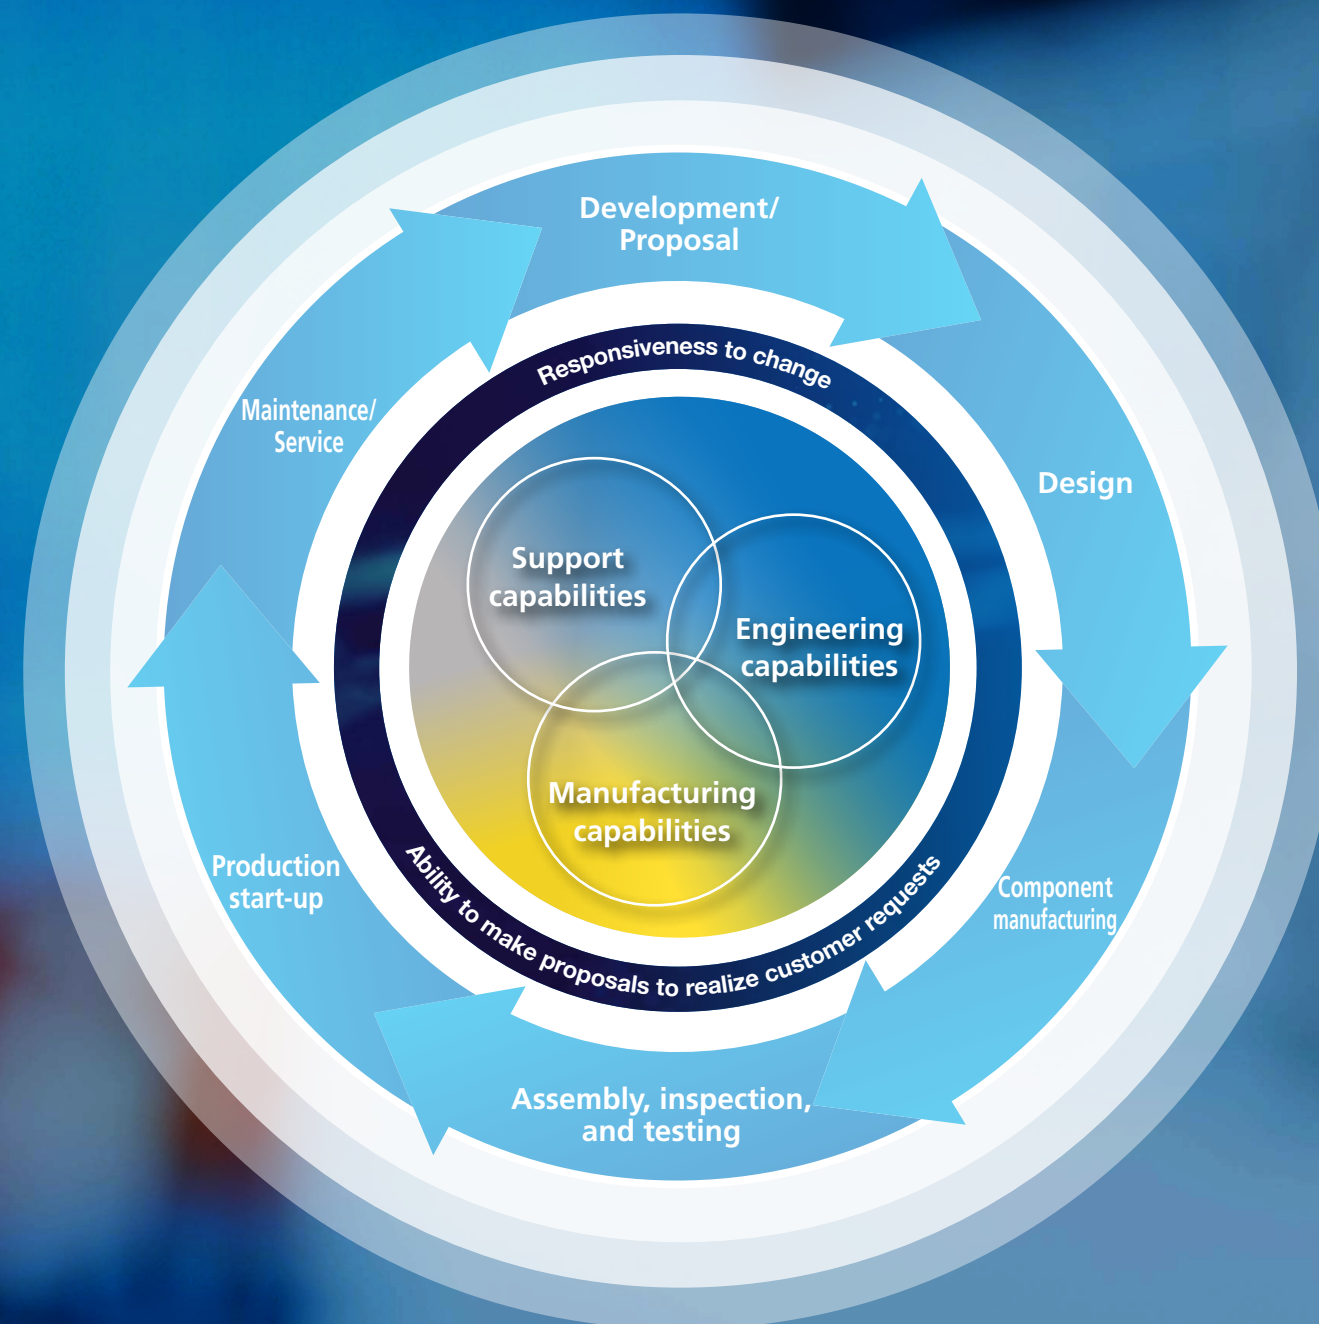 Development/
Proposal
Design
Component
manufacturing
Assembly, inspection,
and testing
Production
start-up
Maintenance/
Service
Responsiveness to change
Ability to make proposals to realize customer requests
Support
capabilities
Engineering
capabilities
Manufacturing
capabilities